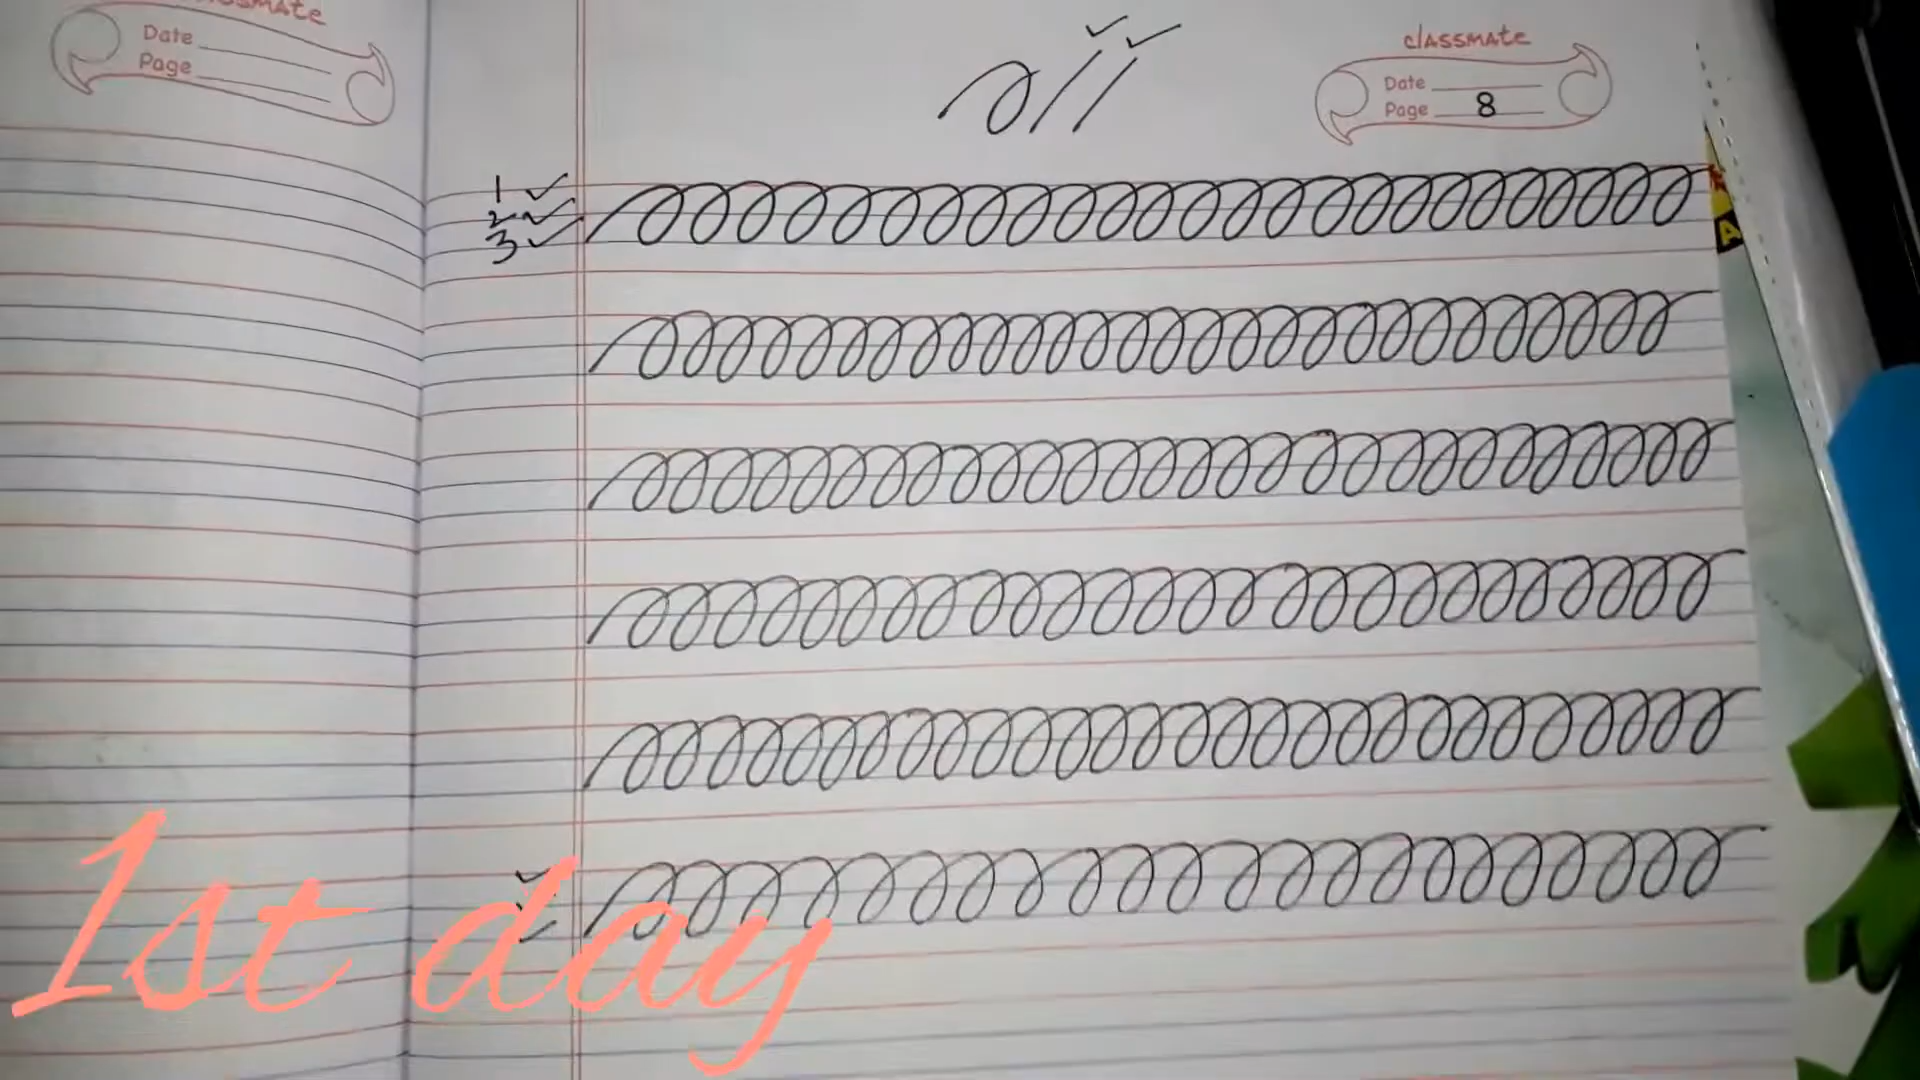 classmate
Date
Page
classmate
Date
Page 8
1
2
3
1st day